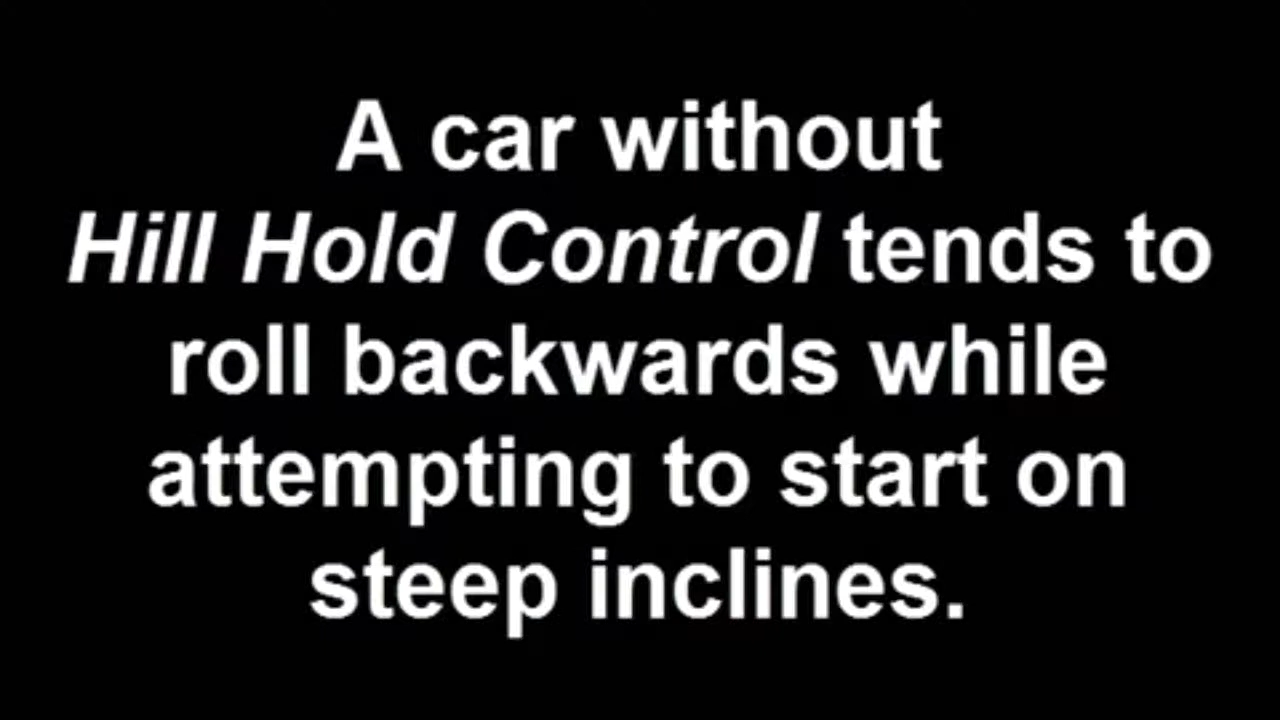 A car without
Hill Hold Control tends to
roll backwards while
attempting to start on
steep inclines.